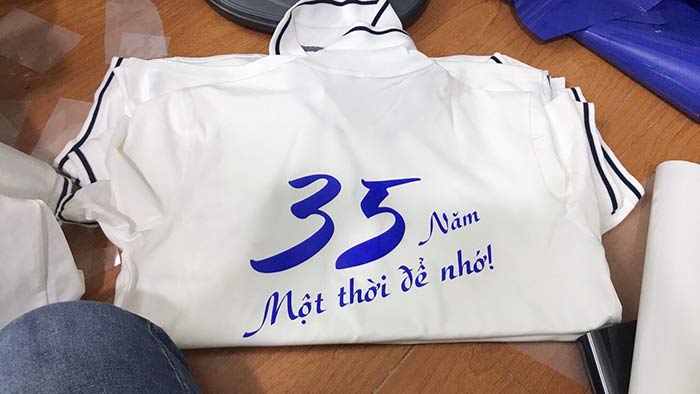 35 Năm
Một thời để nhớ!